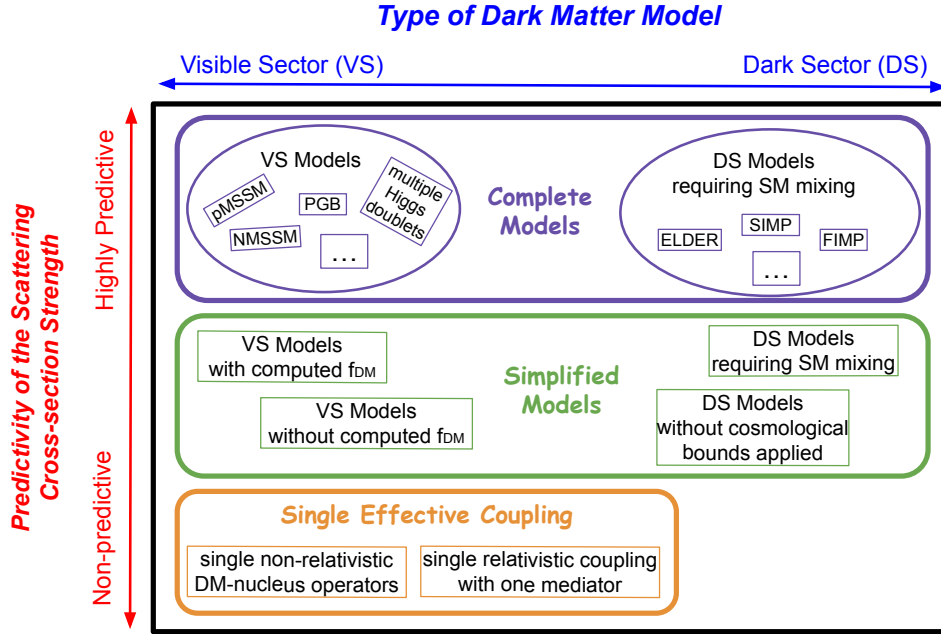 Type of Dark Matter Model
Visible Sector (VS)
Dark Sector (DS)
Predictivity of the Scattering
Cross-section Strength
Highly Predictive
Non-predictive
VS Models
pMSSM
PGB
multiple
Higgs
doublets
NMSSM
...
Complete
Models
DS Models
requiring SM mixing
ELDER
SIMP
FIMP
...
VS Models
with computed fDM
VS Models
without computed fDM
Simplified
Models
DS Models
requiring SM mixing
DS Models
without cosmological
bounds applied
Single Effective Coupling
single non-relativistic
DM-nucleus operators
single relativistic coupling
with one mediator